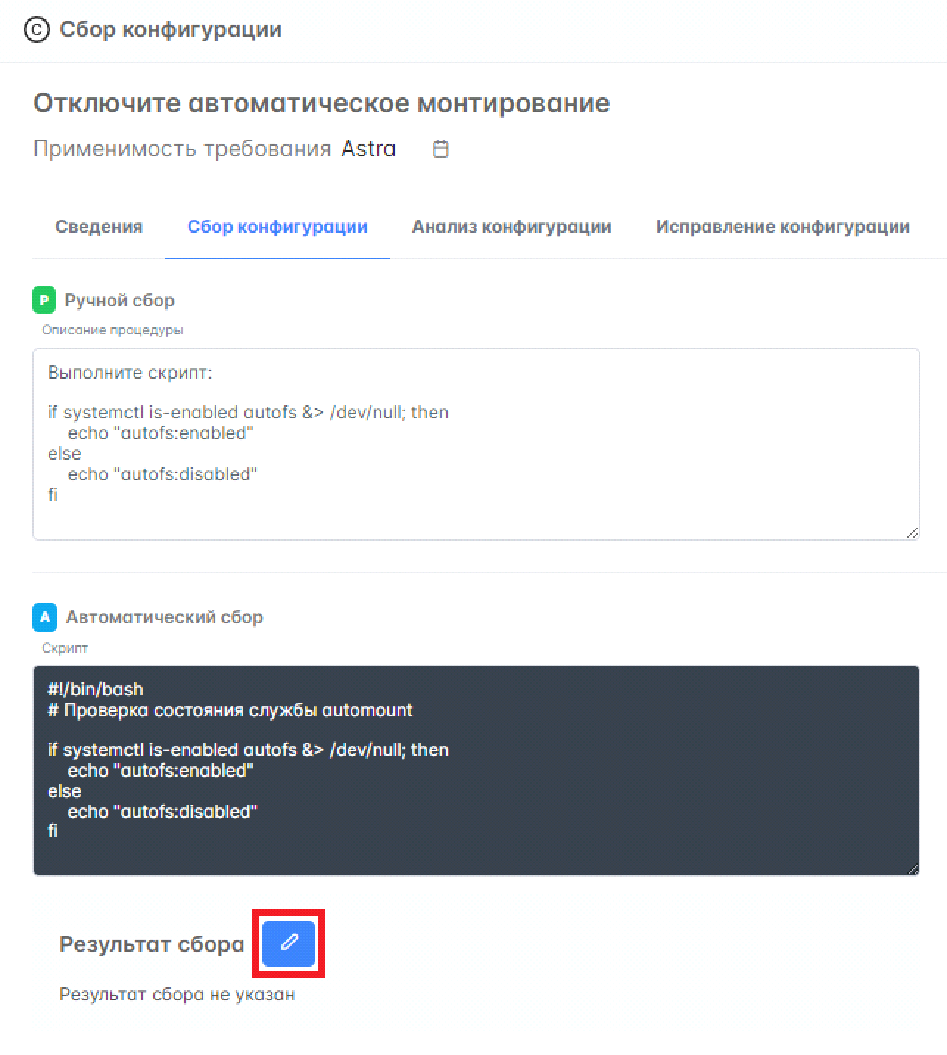 © Сбор конфигурации
Отключите автоматическое монтирование
Применимость требования Astra
Сведения Сбор конфигурации Анализ конфигурации Исправление конфигурации
Р Ручной сбор
Описание процедуры
Выполните скрипт:
if systemctl is-enabled autofs &> /dev/null; then
echo "autofs:enabled"
else
echo "autofs:disabled"
fi
А Автоматический сбор
Скрипт
#!/bin/bash
# Проверка состояния службы automount
if systemctl is-enabled autofs &> /dev/null; then
echo "autofs:enabled"
else
echo "autofs:disabled"
fi
Результат сбора
Результат сбора не указан